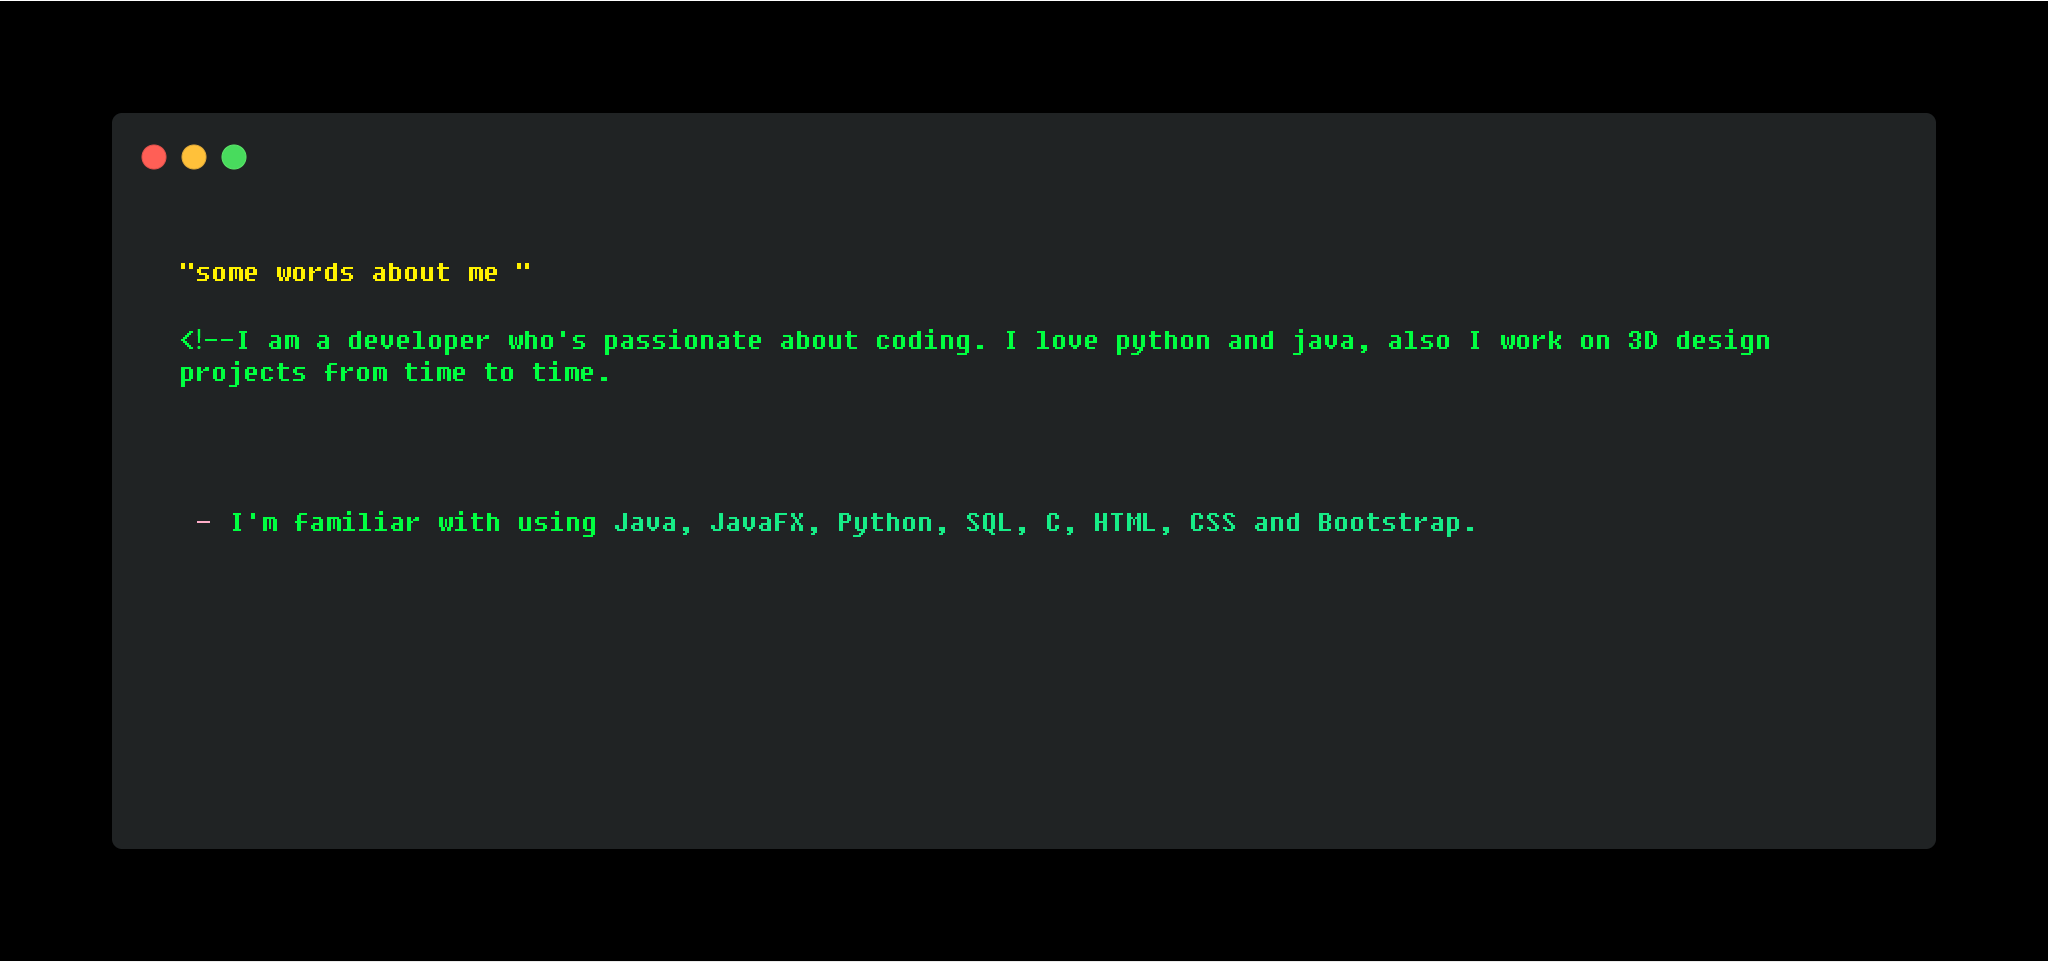 "some words about me "
<!--I am a developer who's passionate about coding. I love python and java, also I work on 3D design
projects from time to time.
- I'm familiar with using Java, JavaFX, Python, SQL, C, HTML, CSS and Bootstrap.